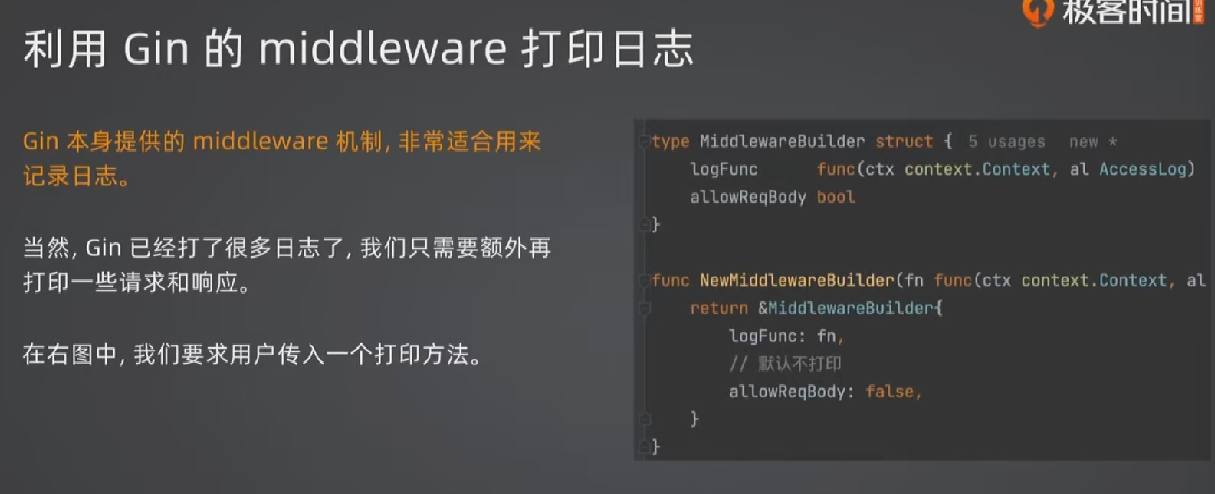 极客时间
利用 Gin 的 middleware 打印日志
Gin 本身提供的 middleware 机制, 非常适合用来
记录日志。
当然, Gin 已经打了很多日志了, 我们只需要额外再
打印一些请求和响应。
在右图中, 我们要求用户传入一个打印方法。
type MiddlewareBuilder struct { 5 usages new *
logFunc func(ctx context.Context, al AccessLog)
allowReqBody bool
}
func NewMiddlewareBuilder(fn func(ctx context.Context, al
return &MiddlewareBuilder{
logFunc: fn,
// 默认不打印
allowReqBody: false,
}
}